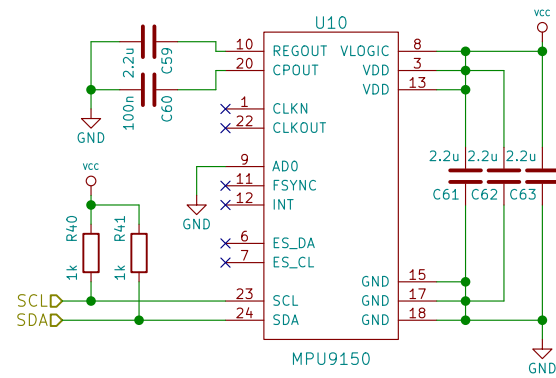 vcc
U10
2.2u
C59
10
REGOUT
VLOGIC
8
20
CPOUT
VDD
3
VDD
13
100n
C60
1
CLKN
22
CLKOUT
GND
9
AD0
2.2u
2.2u
2.2u
vcc
11
FSYNC
C61
C62
C63
12
INT
GND
R40
R41
6
ES_DA
1k
1k
7
ES_CL
GND
15
SCL
23
SCL
GND
17
SDA
24
SDA
GND
18
MPU9150
GND